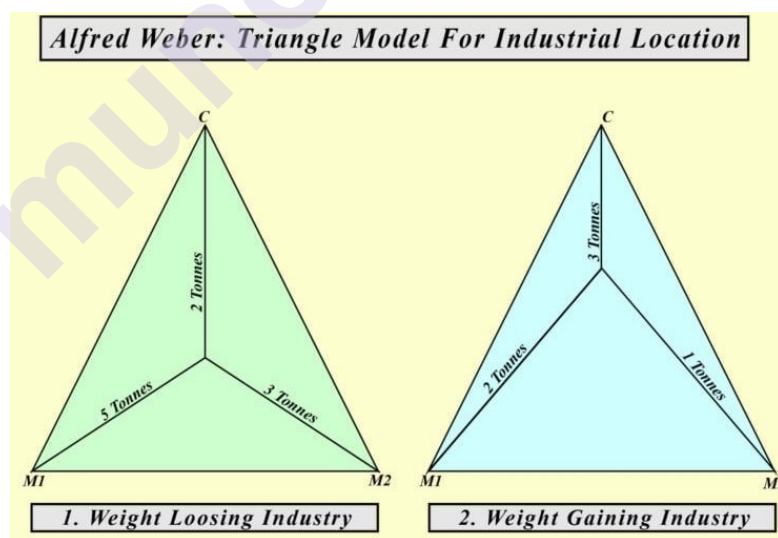 Alfred Weber: Triangle Model For Industrial Location
C
C
2 Tonnes
3 Tonnes
5 Tonnes
3 Tonnes
2 Tonnes
1 Tonnes
M1
M2
M1
M
1. Weight Loosing Industry
2. Weight Gaining Industry